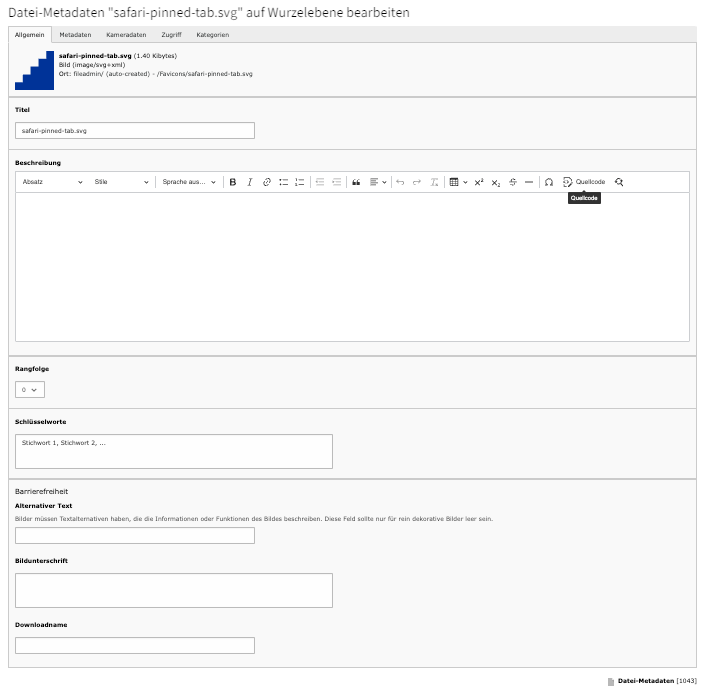 Datei-Metadaten "safari-pinned-tab.svg" auf Wurzelebene bearbeiten
Allgemein Metadaten Kameradaten Zugriff Kategorien
safari-pinned-tab.svg (1.40 Kibytes)
Bild (image/svg+xml)
Ort: fileadmin/ (auto-created) - /Favicons/safari-pinned-tab.svg
Titel
safari-pinned-tab.svg
Beschreibung
Absatz Stile Sprache aus... B I Quellcode
Quellcode
Rangfolge
0
Schlüsselworte
Stichwort 1, Stichwort 2, ...
Barrierefreiheit
Alternativer Text
Bilder müssen Textalternativen haben, die die Informationen oder Funktionen des Bildes beschreiben. Diese Feld sollte nur für rein dekorative Bilder leer sein.
Bildunterschrift
Downloadname
Datei-Metadaten [1043]